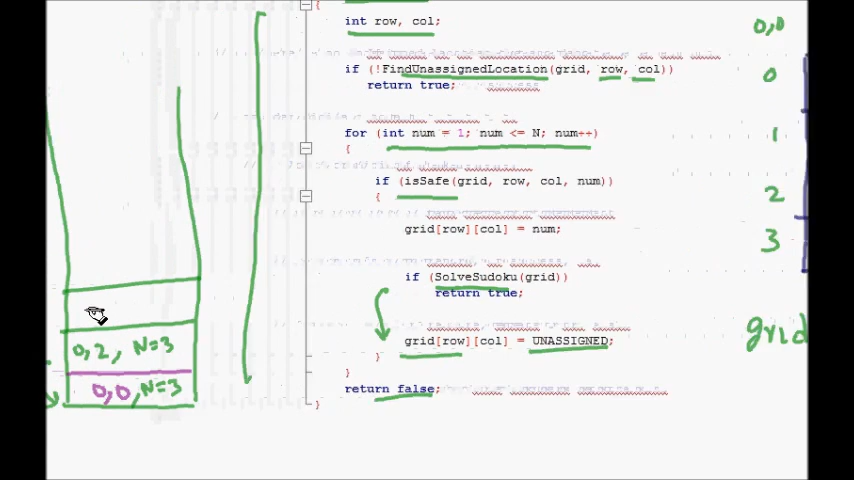 {
int row, col;
0,0
if (!FindUnassignedLocation(grid, row, col))
0
return true;
for (int num = 1; num <= N; num++)
1
{
if (isSafe(grid, row, col, num))
2
{
grid[row][col] = num;
3
if (SolveSudoku(grid))
return true;
grid[row][col] = UNASSIGNED;
grid
0,2, N=3
}
}
return false;
0,0,N=3
}